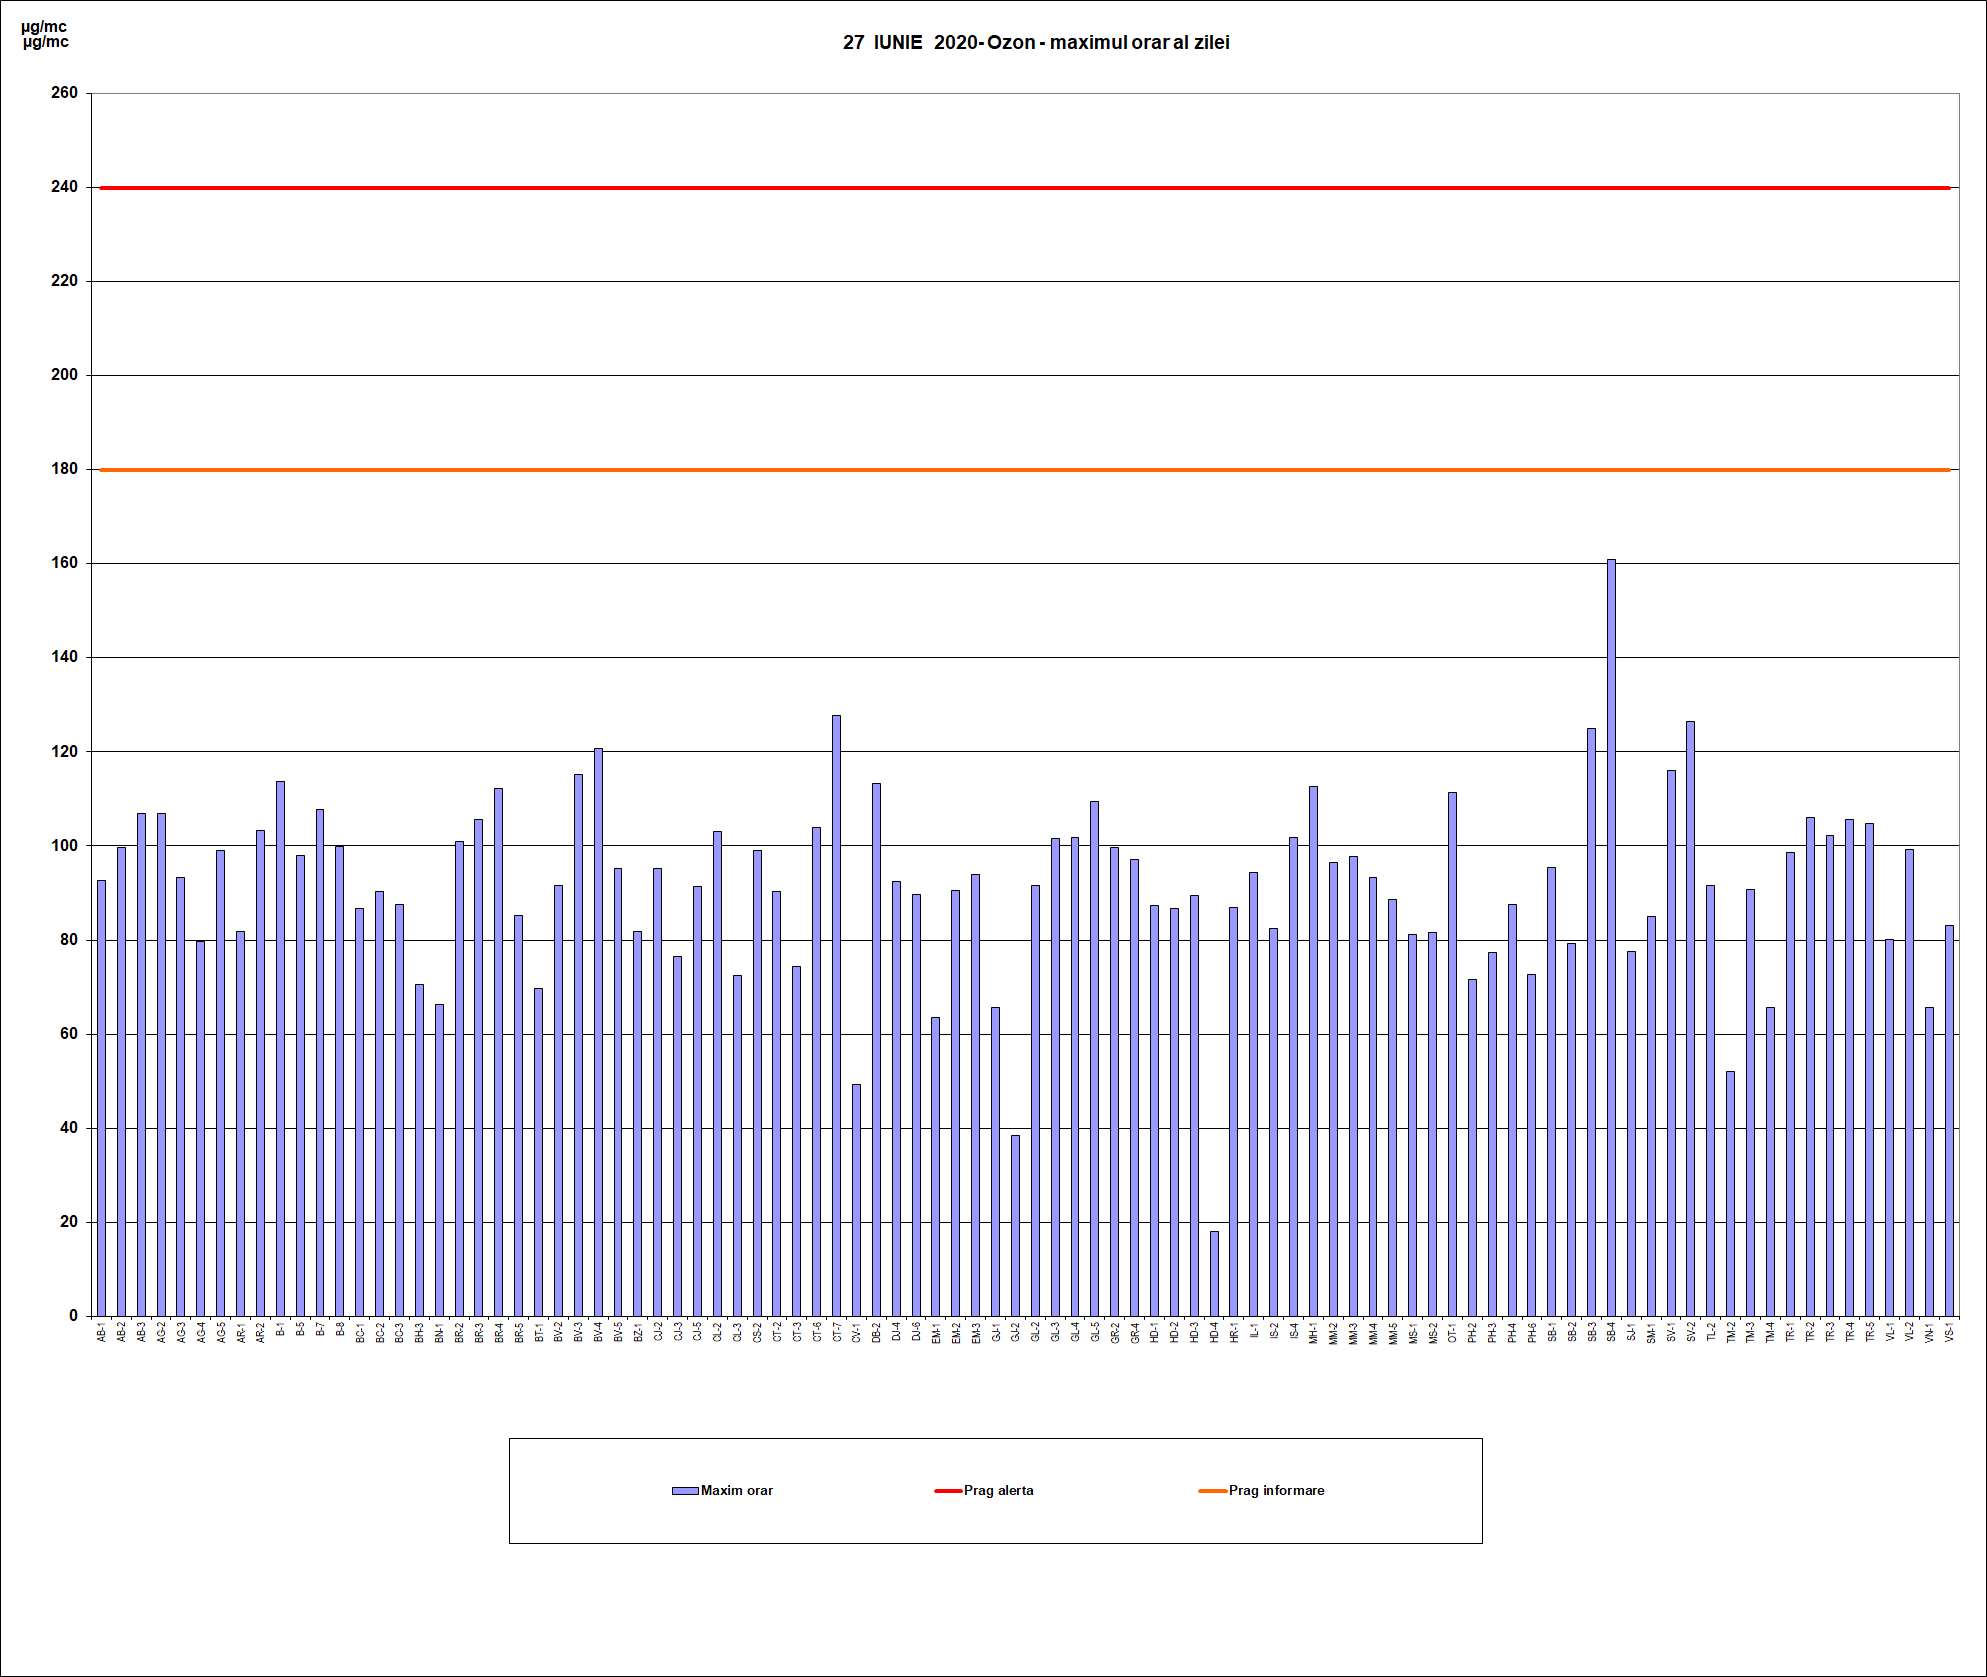 µg/mc
µg/mc
27 IUNIE 2020- Ozon - maximul orar al zilei
260
240
220
200
180
160
140
120
100
80
60
40
20
0
AB-1 AB-2 AB-3 AG-2 AG-3 AG-4 AG-5 AR-1 AR-2 B-1 B-5 B-7 B-8 BC-1 BC-2 BC-3 BH-3 BN-1 BR-2 BR-3 BR-4 BR-5 BT-1 BV-2 BV-3 BV-4 BV-5 BZ-1 CJ-2 CJ-3 CJ-5 CL-2 CL-3 CS-2 CT-2 CT-3 CT-6 CT-7 CV-1 DB-2 DJ-4 DJ-6 EM-1 EM-2 EM-3 GJ-1 GJ-2 GL-2 GL-3 GL-4 GL-5 GR-2 GR-4 HD-1 HD-2 HD-3 HD-4 HR-1 IL-1 IS-2 IS-4 MH-1 MM-2 MM-3 MM-4 MM-5 MS-1 MS-2 OT-1 PH-2 PH-3 PH-4 PH-6 SB-1 SB-2 SB-3 SB-4 SJ-1 SM-1 SV-1 SV-2 TL-2 TM-2 TM-3 TM-4 TR-1 TR-2 TR-3 TR-4 TR-5 VL-1 VL-2 VN-1 VS-1
Maxim orar Prag alerta Prag informare